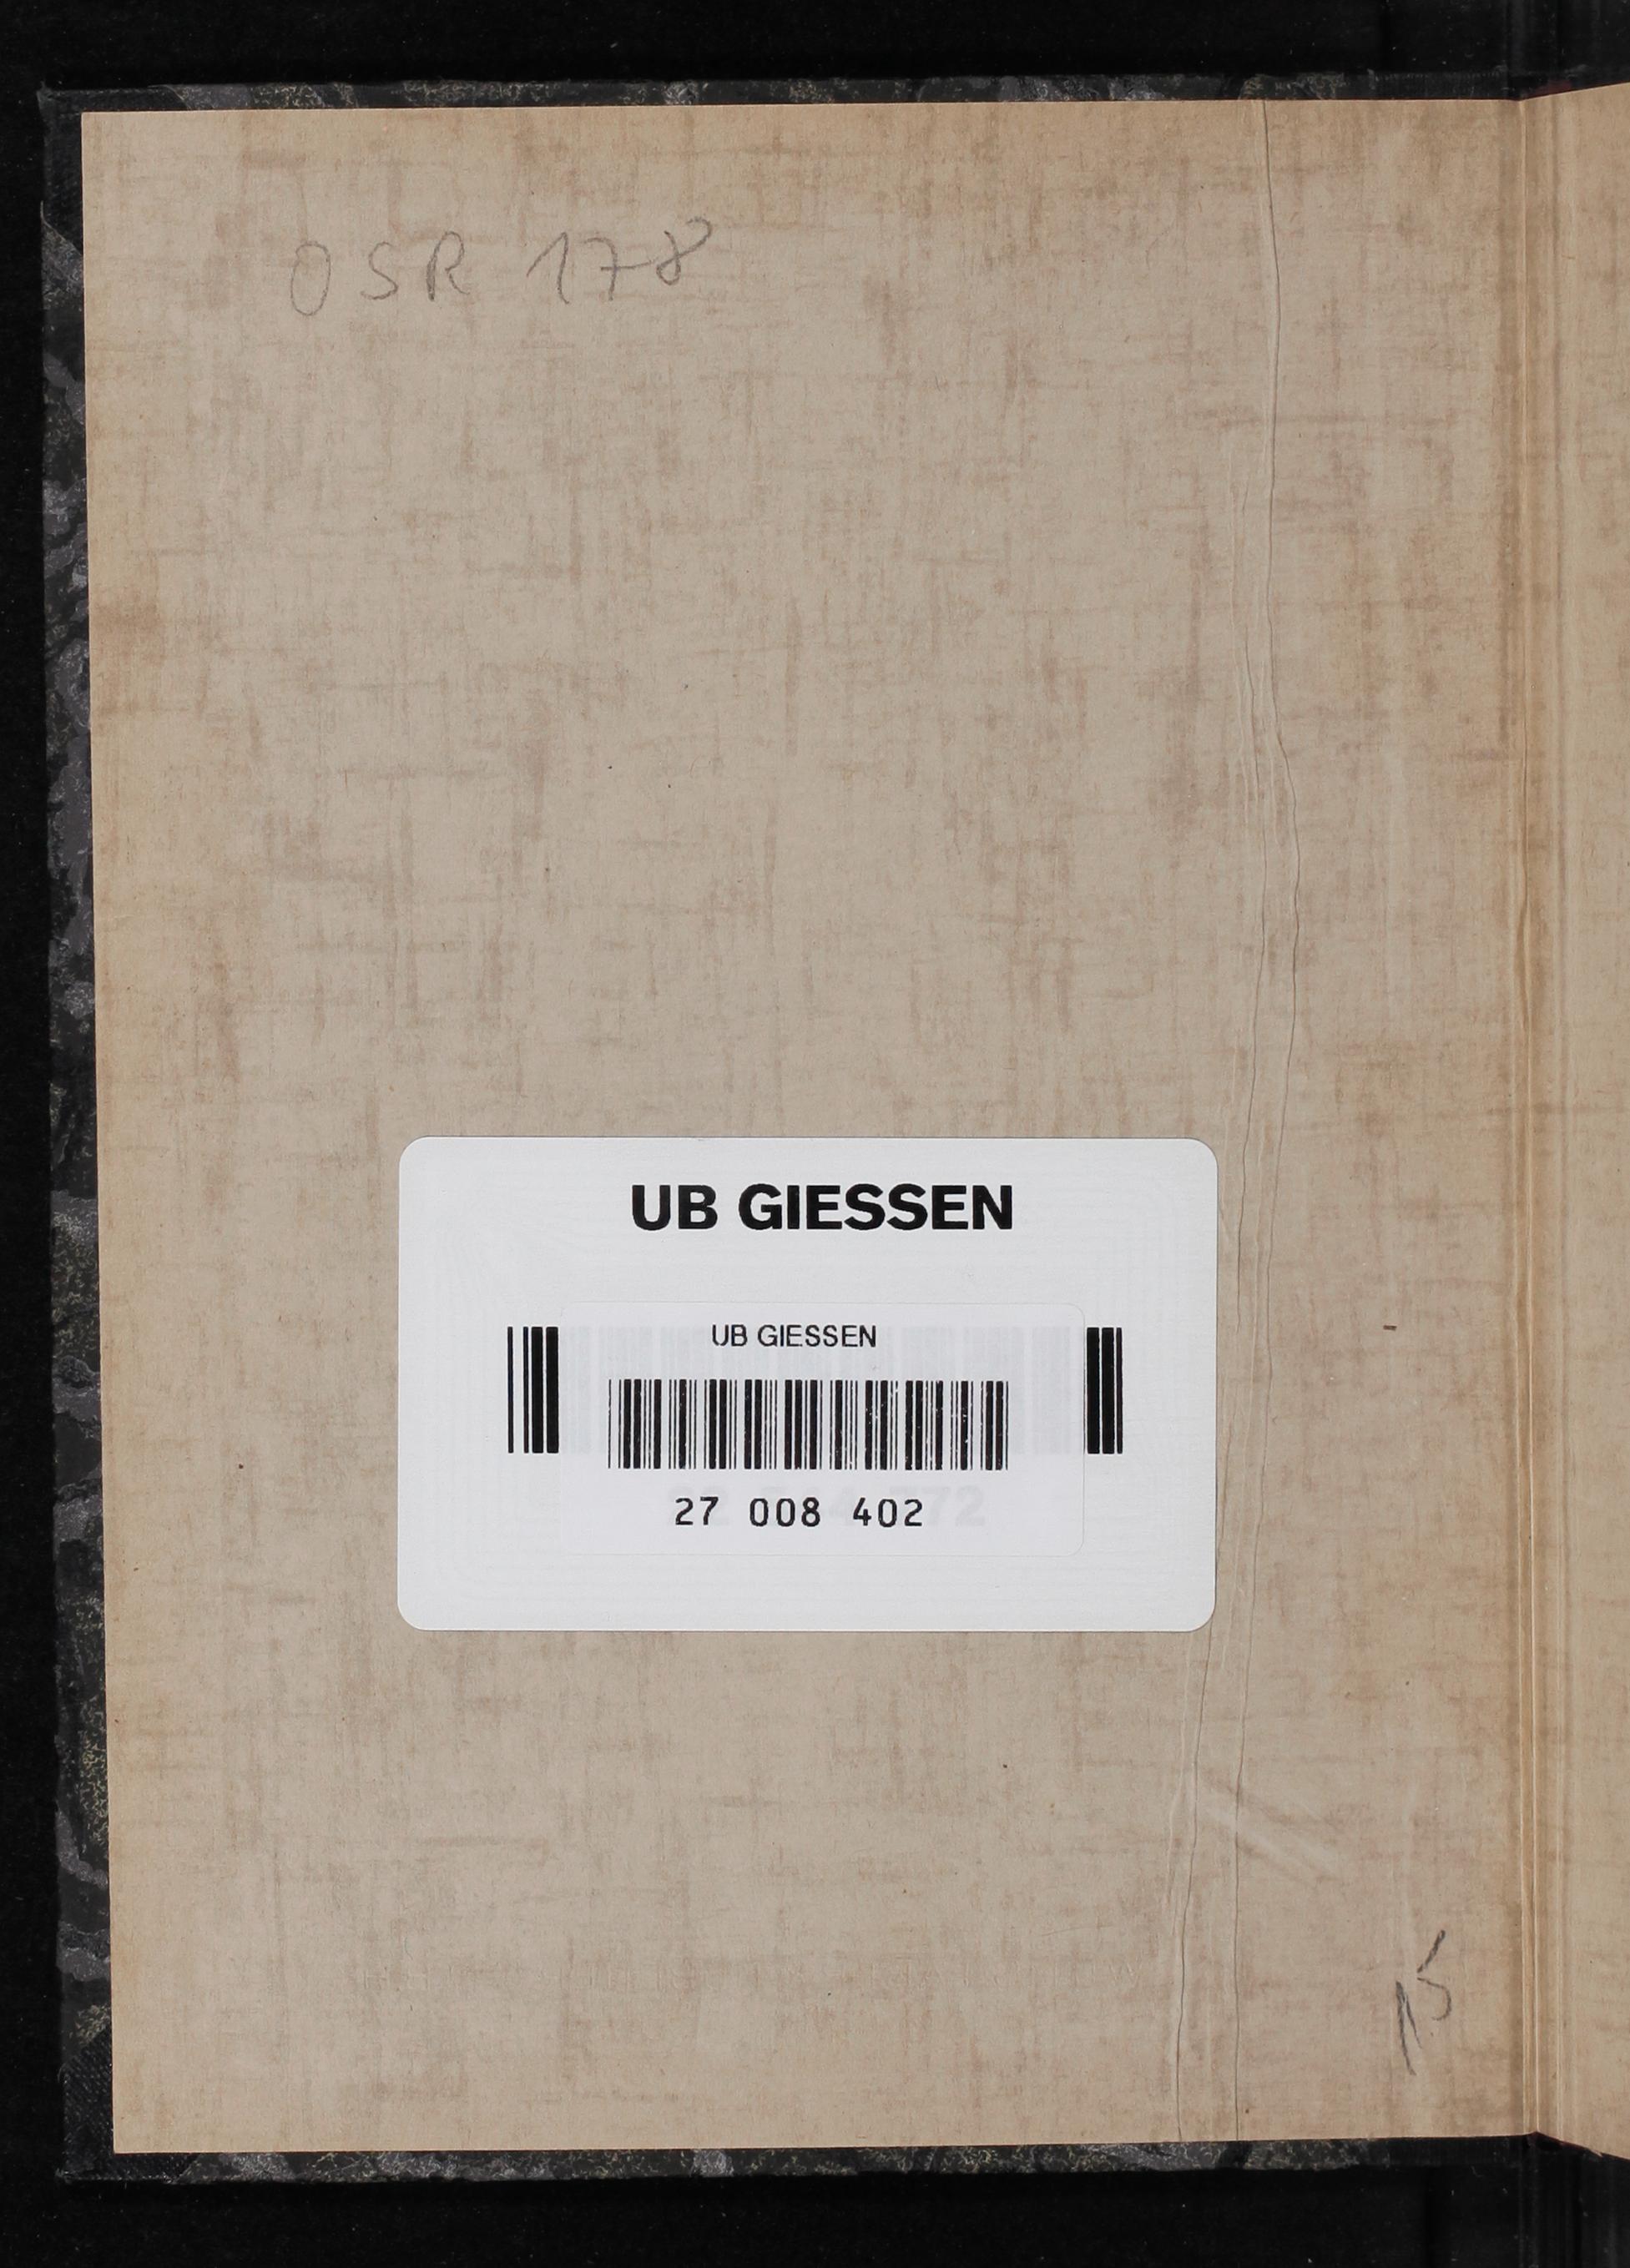 OSR 178
UB GIESSEN
UB GIESSEN
27 008 402
15